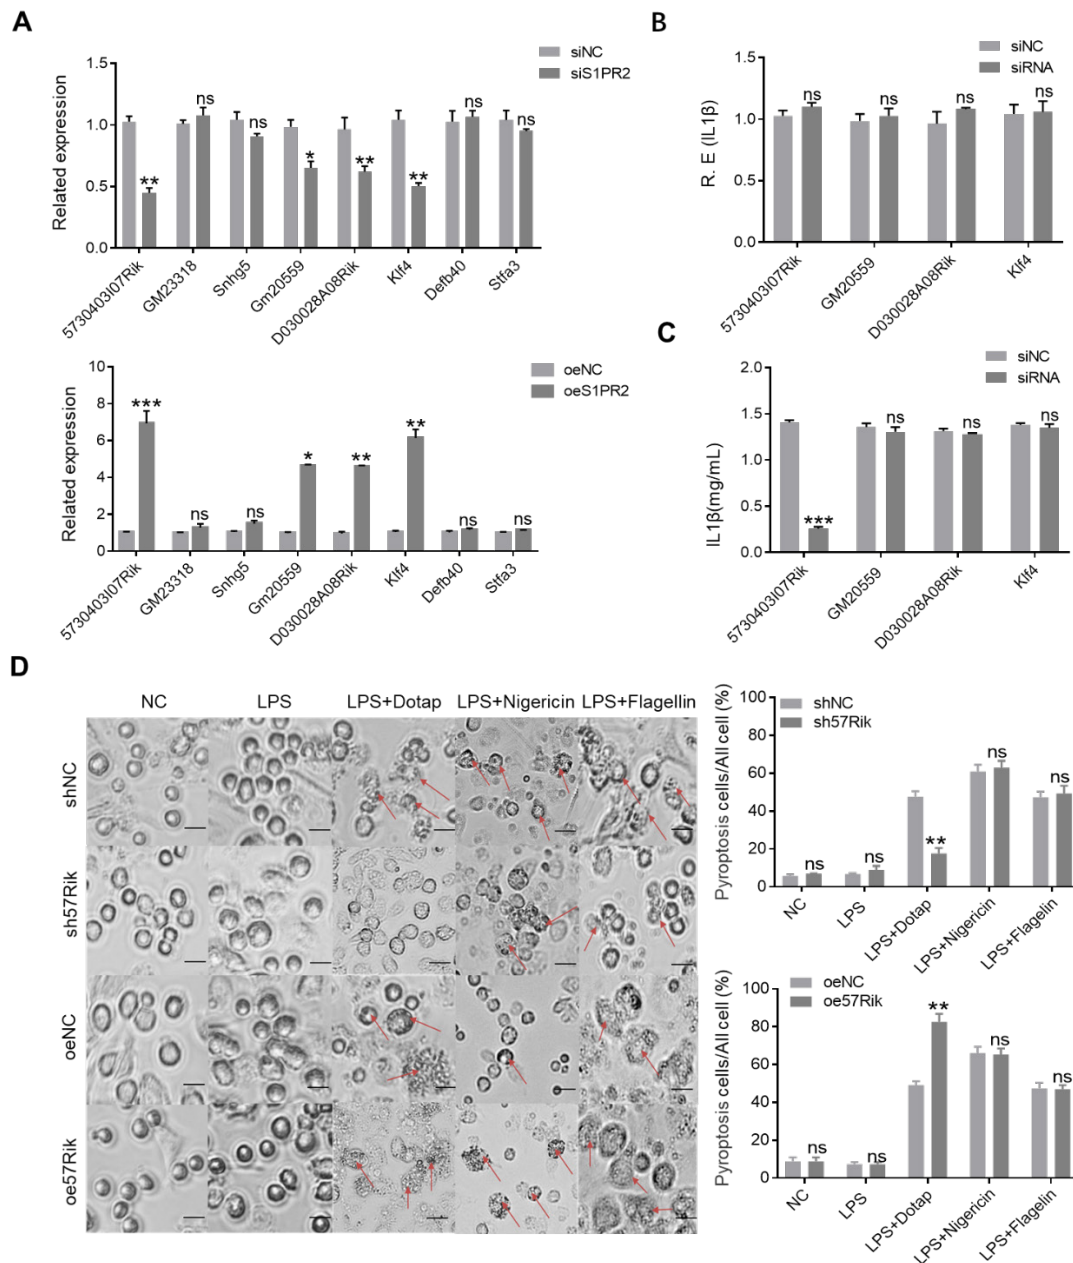 A
siNC
siS1PR2
Related expression
1.5
1.0
0.5
0.0
**
ns
ns
*
**
**
ns
ns
5730403I07Rik
GM23318
Snhg5
Gm20559
D030028A08Rik
Klf4
Defb40
Stfa3
oeNC
oeS1PR2
Related expression
10
8
6
4
2
0
***
ns
ns
*
**
**
ns
ns
5730403I07Rik
GM23318
Snhg5
Gm20559
D030028A08Rik
Klf4
Defb40
Stfa3
B
siNC
siRNA
R. E (IL1β)
1.5
1.0
0.5
0.0
ns
ns
ns
ns
5730403I07Rik
GM20559
D030028A08Rik
Klf4
C
siNC
siRNA
IL1β(mg/mL)
2.0
1.5
1.0
0.5
0.0
***
ns
ns
ns
5730403I07Rik
GM20559
D030028A08Rik
Klf4
D
NC
LPS
LPS+Dotap
LPS+Nigericin
LPS+Flagellin
shNC
sh57Rik
oeNC
oe57Rik
shNC
sh57Rik
Pyroptosis cells/All cell (%)
100
80
60
40
20
0
ns
ns
**
ns
ns
NC
LPS
LPS+Dotap
LPS+Nigericin
LPS+Flagelin
oeNC
oe57Rik
Pyroptosis cells/All cell (%)
100
80
60
40
20
0
ns
ns
**
ns
ns
NC
LPS
LPS+Dotap
LPS+Nigericin
LPS+Flagelin